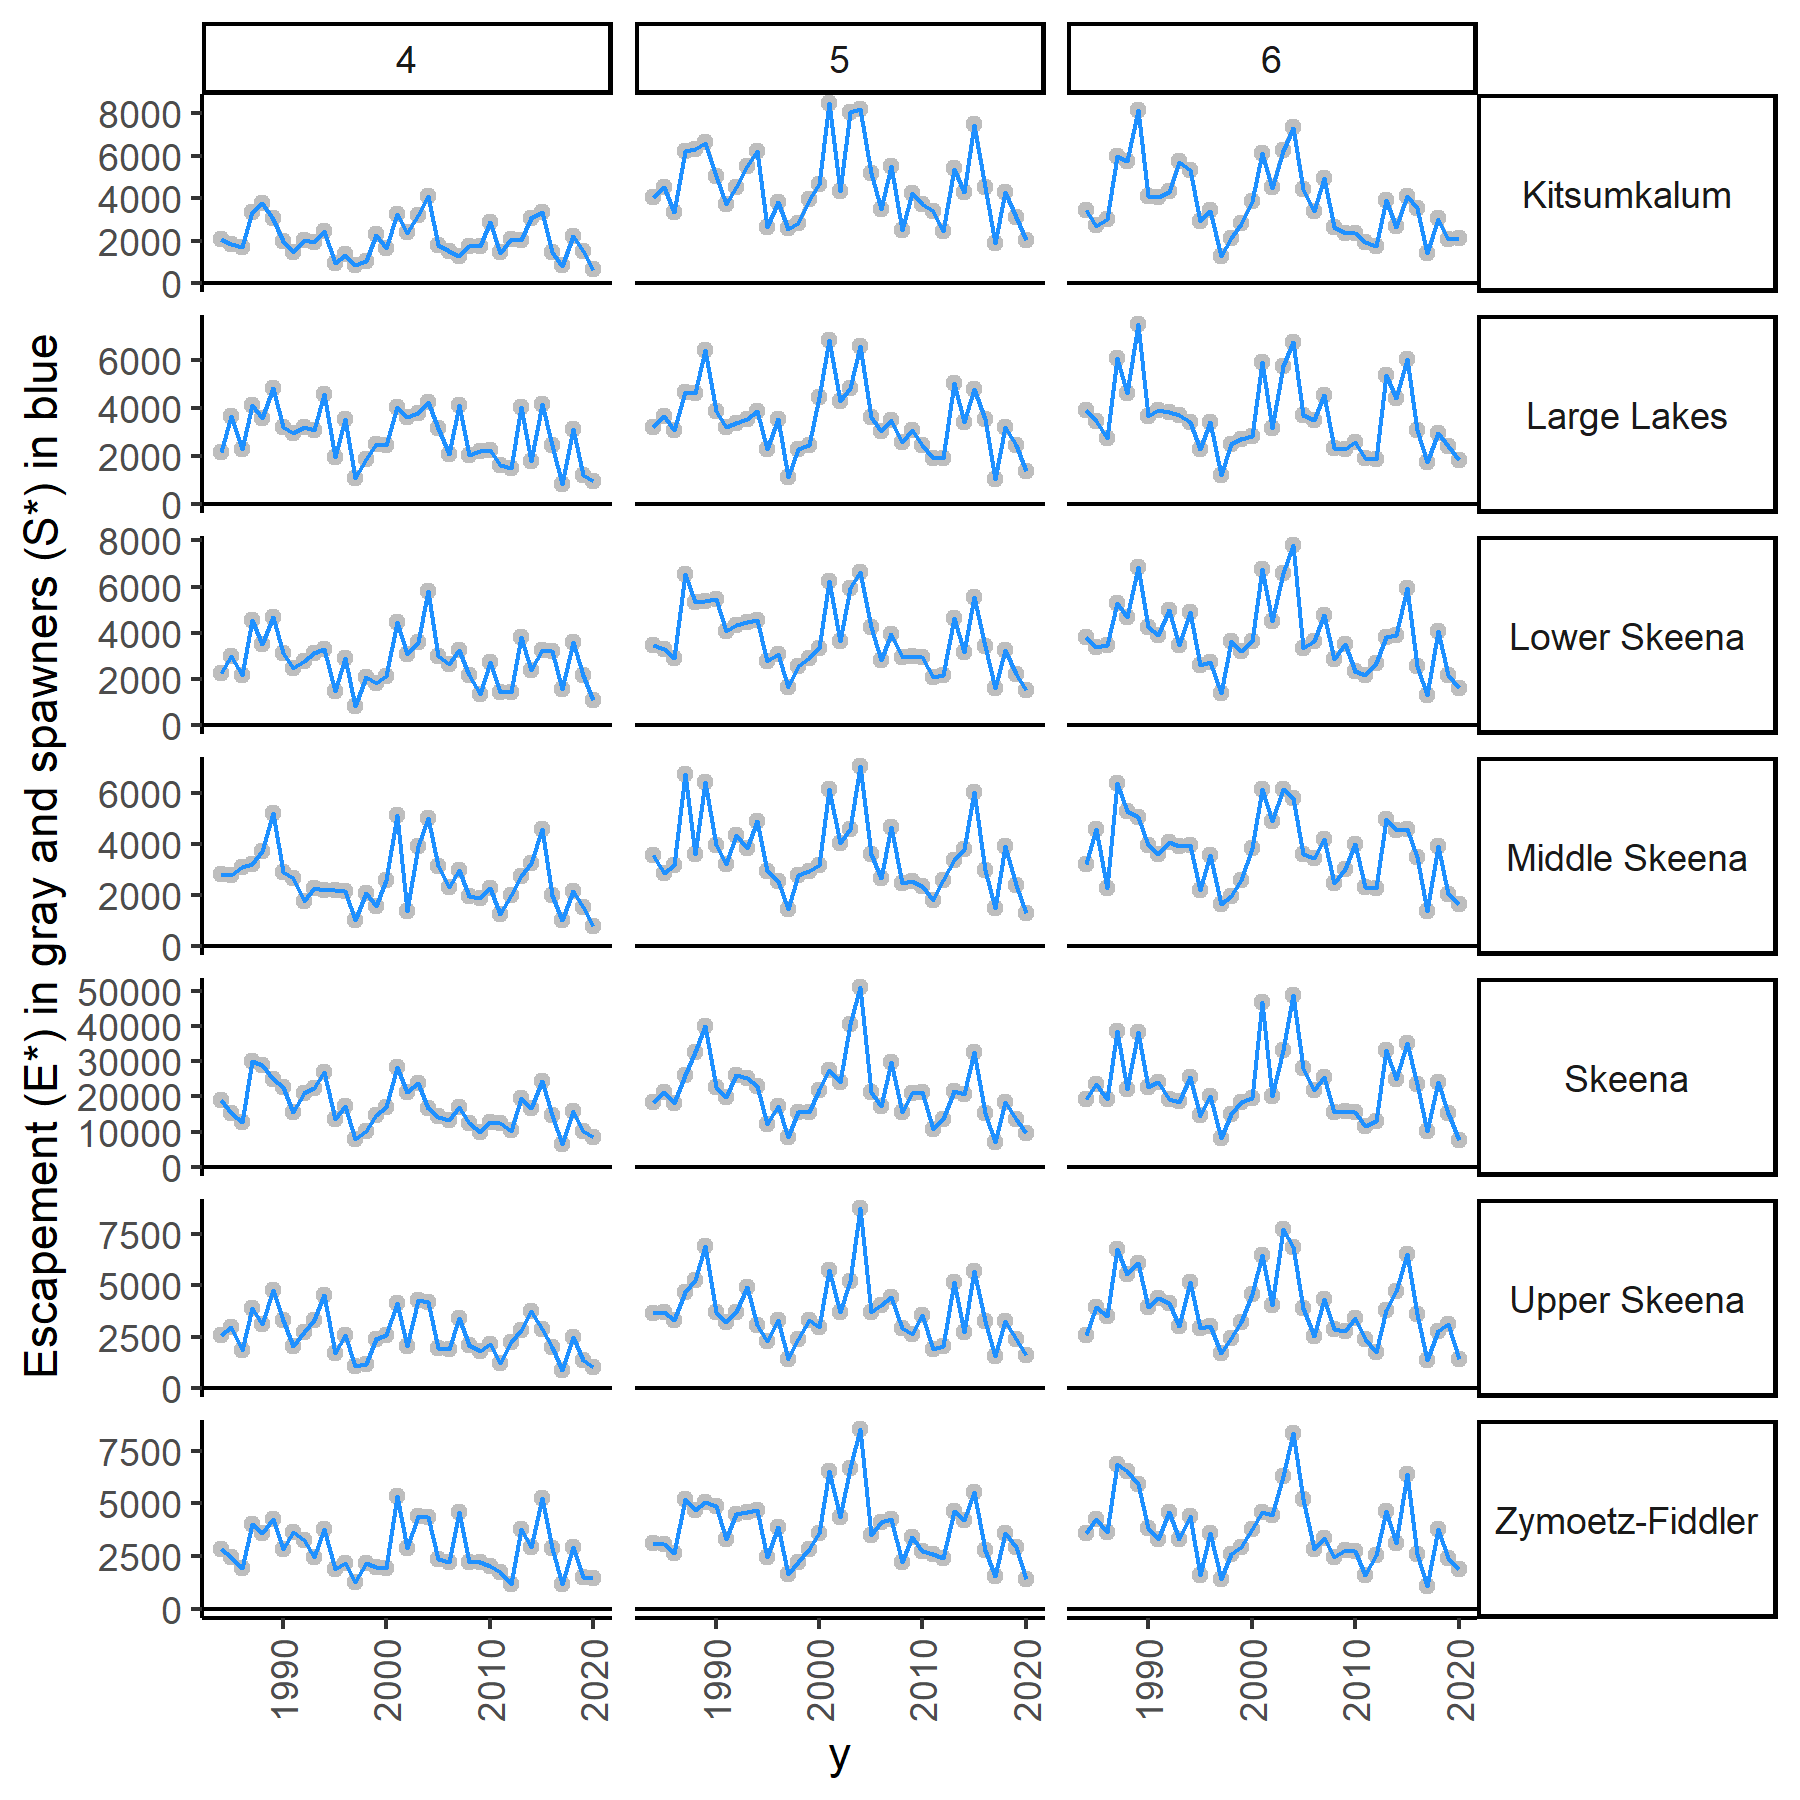 4 5 6
8000
6000
4000
2000
0
Kitsumkalum
6000
4000
2000
0
Large Lakes
8000
6000
4000
2000
0
Lower Skeena
6000
4000
2000
0
Middle Skeena
50000
40000
30000
20000
10000
0
Skeena
7500
5000
2500
0
Upper Skeena
7500
5000
2500
0
Zymoetz-Fiddler
1990 2000 2010 2020 1990 2000 2010 2020 1990 2000 2010 2020
y
Escapement (E*) in gray and spawners (S*) in blue